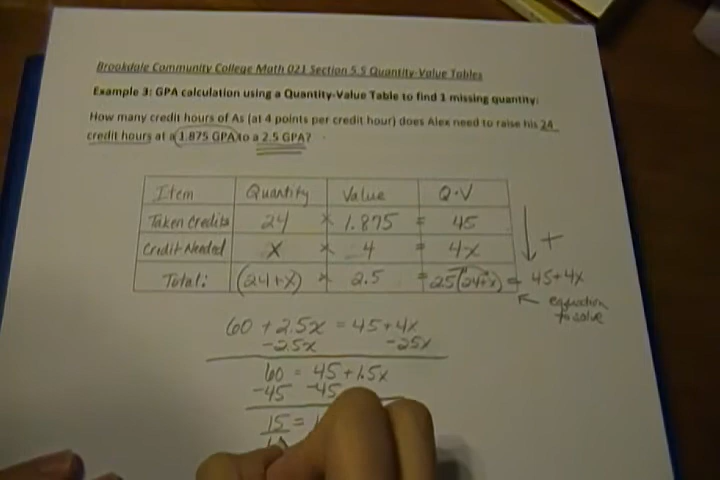 Brookdale Community College Math 021 Section 5.5 Quantity-Value Tables
Example 3: GPA calculation using a Quantity-Value Table to find 1 missing quantity:
How many credit hours of As (at 4 points per credit hour) does Alex need to raise his 24
credit hours at a 1.875 GPA to a 2.5 GPA?
Item Quantity Value Q·V
Taken Credits 24 x 1.875 = 45
Credit Needed x x 4 = 4x
+
Total: (24+x) x 2.5 = 2.5(24+x) = 45+4x
equation
to solve
60 + 2.5x = 45+4x
-2.5x -2.5x
60 = 45+1.5x
-45 -45
15 =